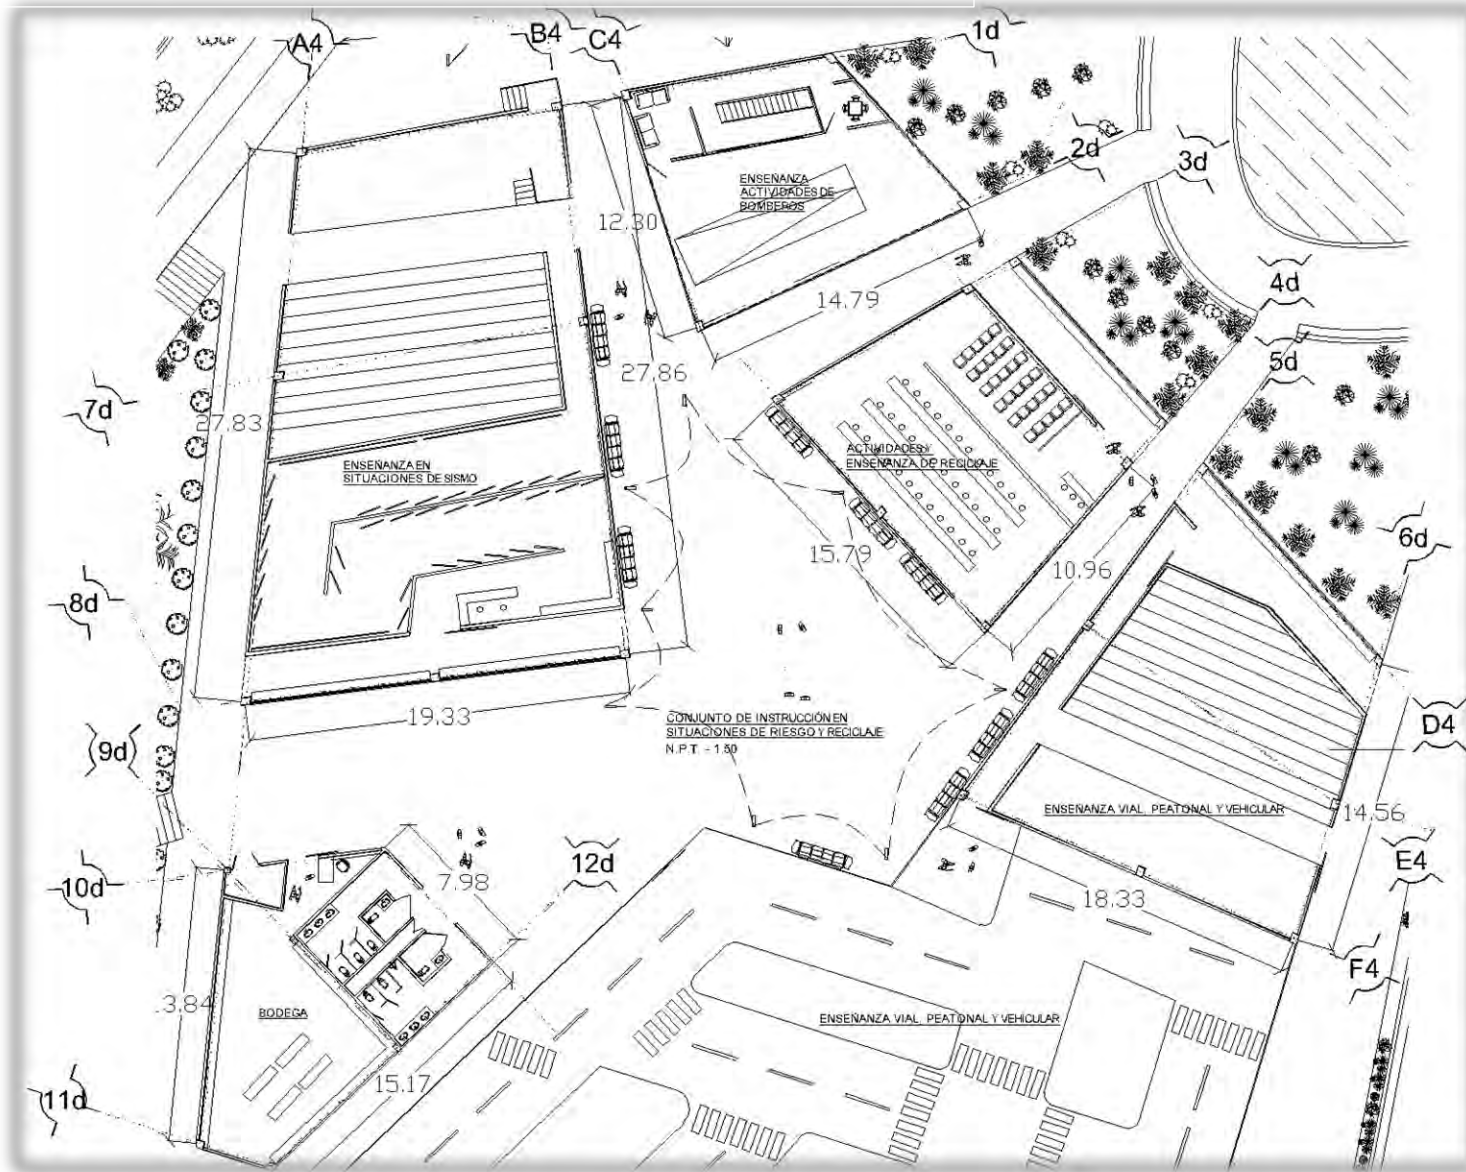 A4
B4
C4
1d
2d
3d
ENSEÑANZA
ACTIVIDADES DE
BOMBEROS
12.30
14.79
4d
5d
27.86
7d
27.83
ENSEÑANZA EN
SITUACIONES DE SISMO
ACTIVIDADES Y
ENSEÑANZA DE RECICLAJE
15.79
10.96
6d
8d
19.33
CONJUNTO DE INSTRUCCIÓN EN
SITUACIONES DE RIESGO Y RECICLAJE
N.P.T. - 1.50
D4
9d
ENSEÑANZA VIAL, PEATONAL Y VEHICULAR
14.56
E4
10d
7.98
12d
18.33
F4
3.84
BODEGA
ENSEÑANZA VIAL, PEATONAL Y VEHICULAR
15.17
11d